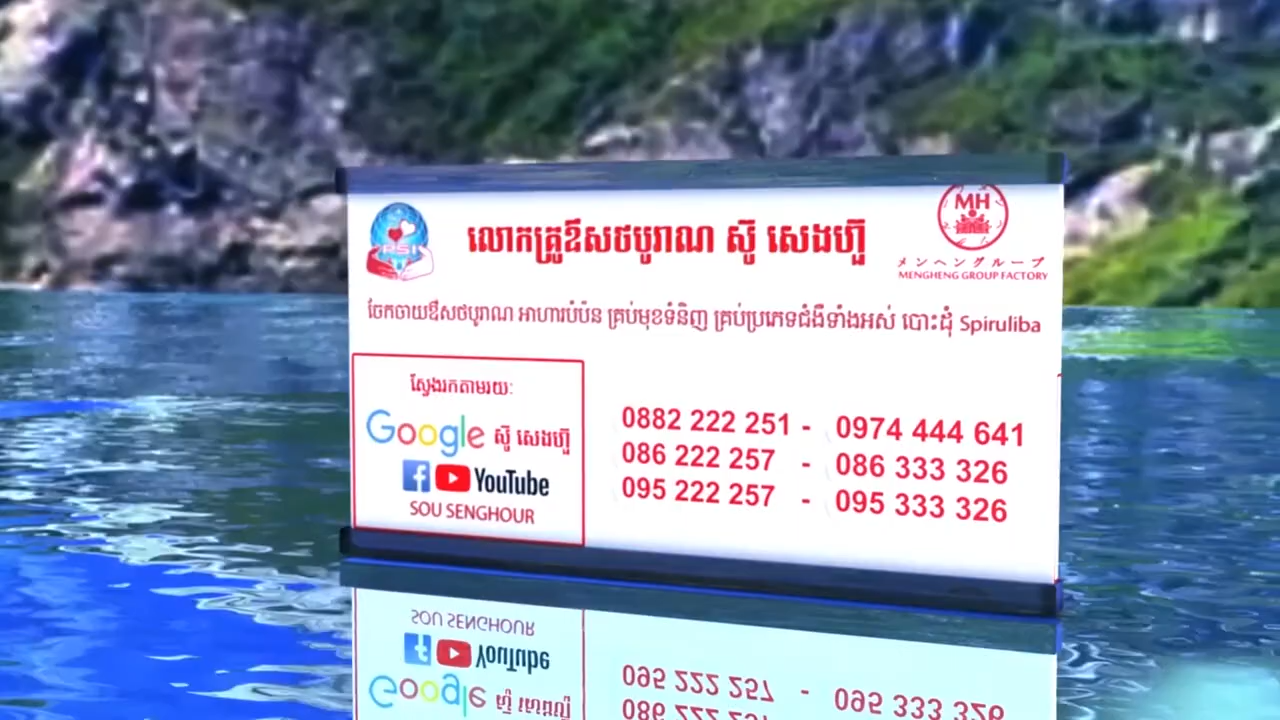 លោកគ្រូឱសថបូរាណ ស៊ូ សេងហ៊ួ
MH
PSI
メンヘングループ
MENGHENG GROUP FACTORY
ចែកចាយឱសថបូរាណ អាហារបំប៉ន គ្រប់មុខទំនិញ គ្រប់ប្រភេទជំងឺទាំងអស់ បោះដុំ Spiruliba
ស្វែងរកតាមរយៈ
Google ស៊ូ សេងហ៊ួ
YouTube
SOU SENGHOUR
0882 222 251 - 0974 444 641
086 222 257 - 086 333 326
095 222 257 - 095 333 326